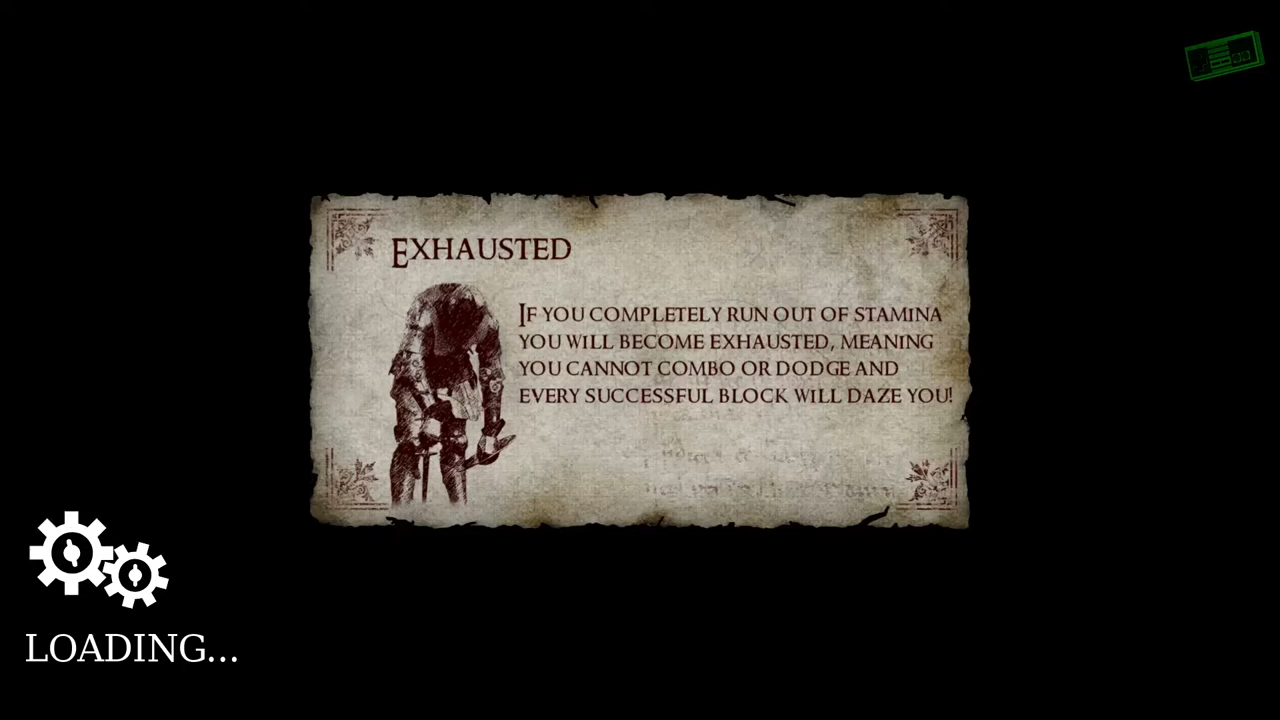 EXHAUSTED
IF YOU COMPLETELY RUN OUT OF STAMINA
YOU WILL BECOME EXHAUSTED, MEANING
YOU CANNOT COMBO OR DODGE AND
EVERY SUCCESSFUL BLOCK WILL DAZE YOU!
LOADING...